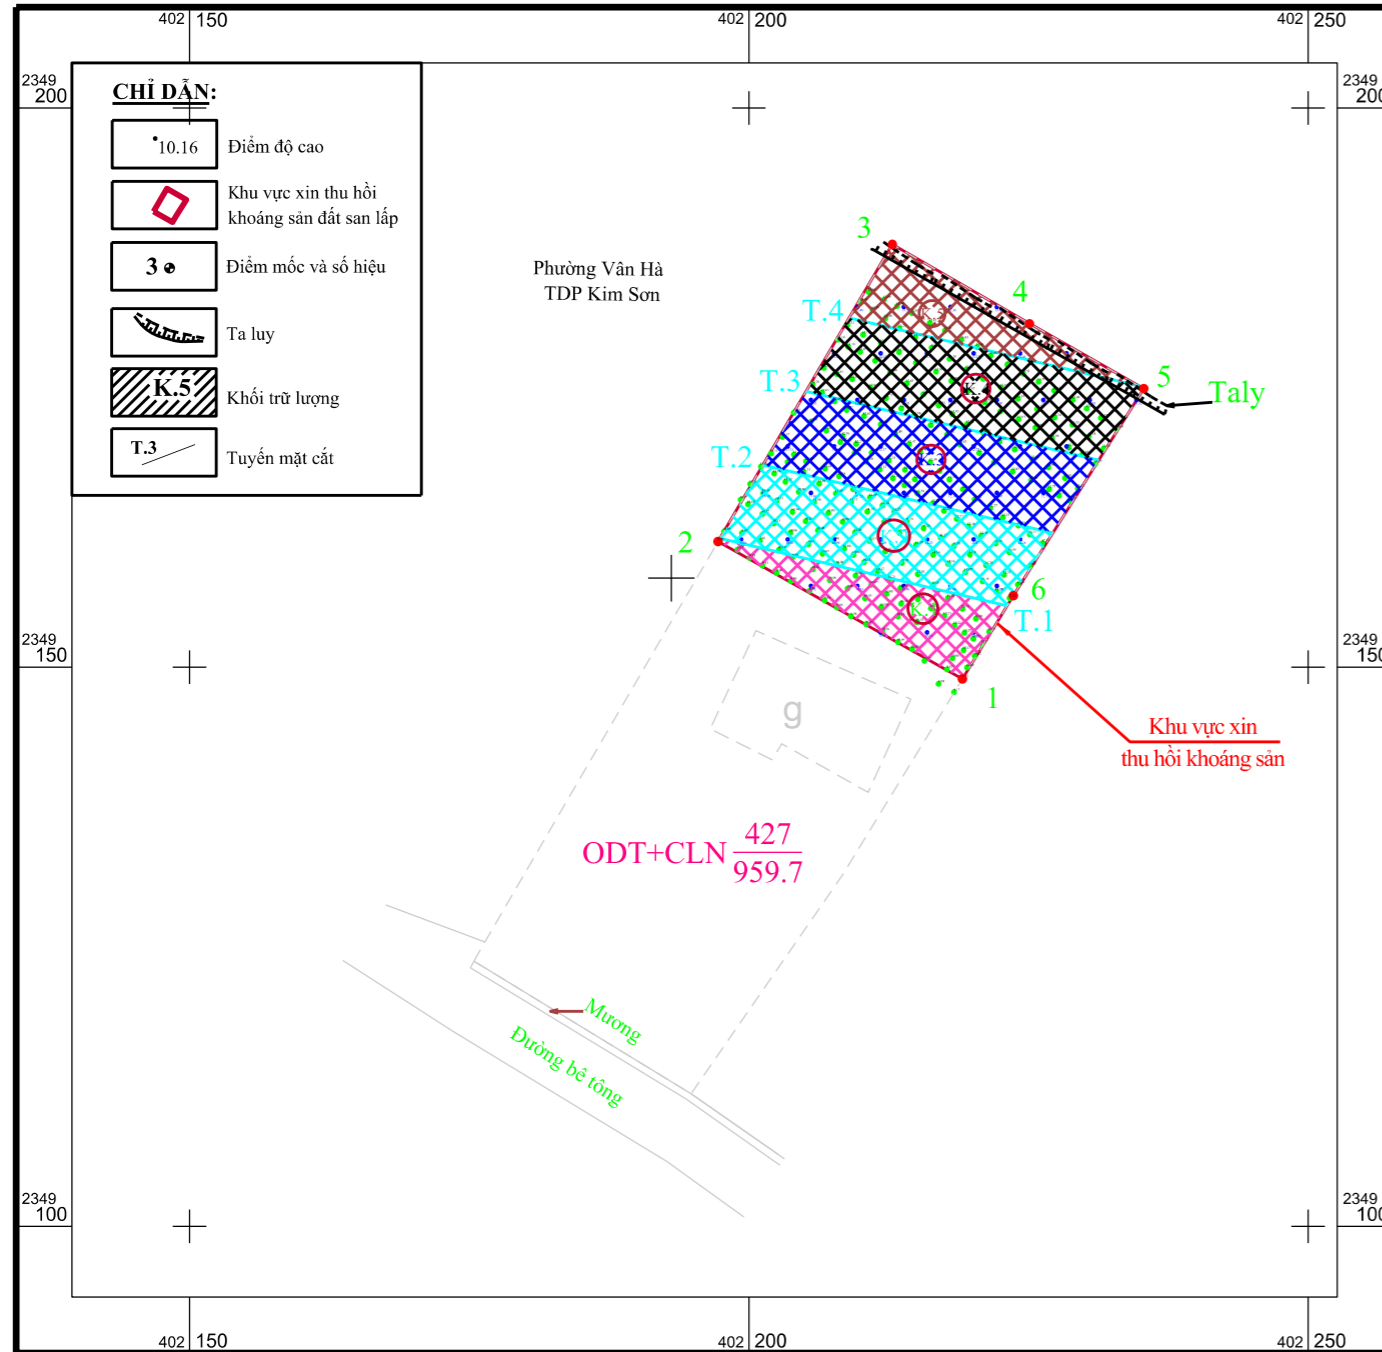 402 150
402 200
402 250
2349
200
2349
200
CHỈ DẪN:
10.16 Điểm độ cao
Khu vực xin thu hồi
khoáng sản đất san lấp
3 Điểm mốc và số hiệu
Ta luy
K.5 Khối trữ lượng
T.3 Tuyến mặt cắt
Phường Vân Hà
TDP Kim Sơn
3
4
5
T.4
T.3
T.2
2
Taly
6
T.1
1
Khu vực xin
thu hồi khoáng sản
g
ODT+CLN 427
959.7
Mương
Đường bê tông
2349
150
2349
150
2349
100
2349
100
402 150
402 200
402 250